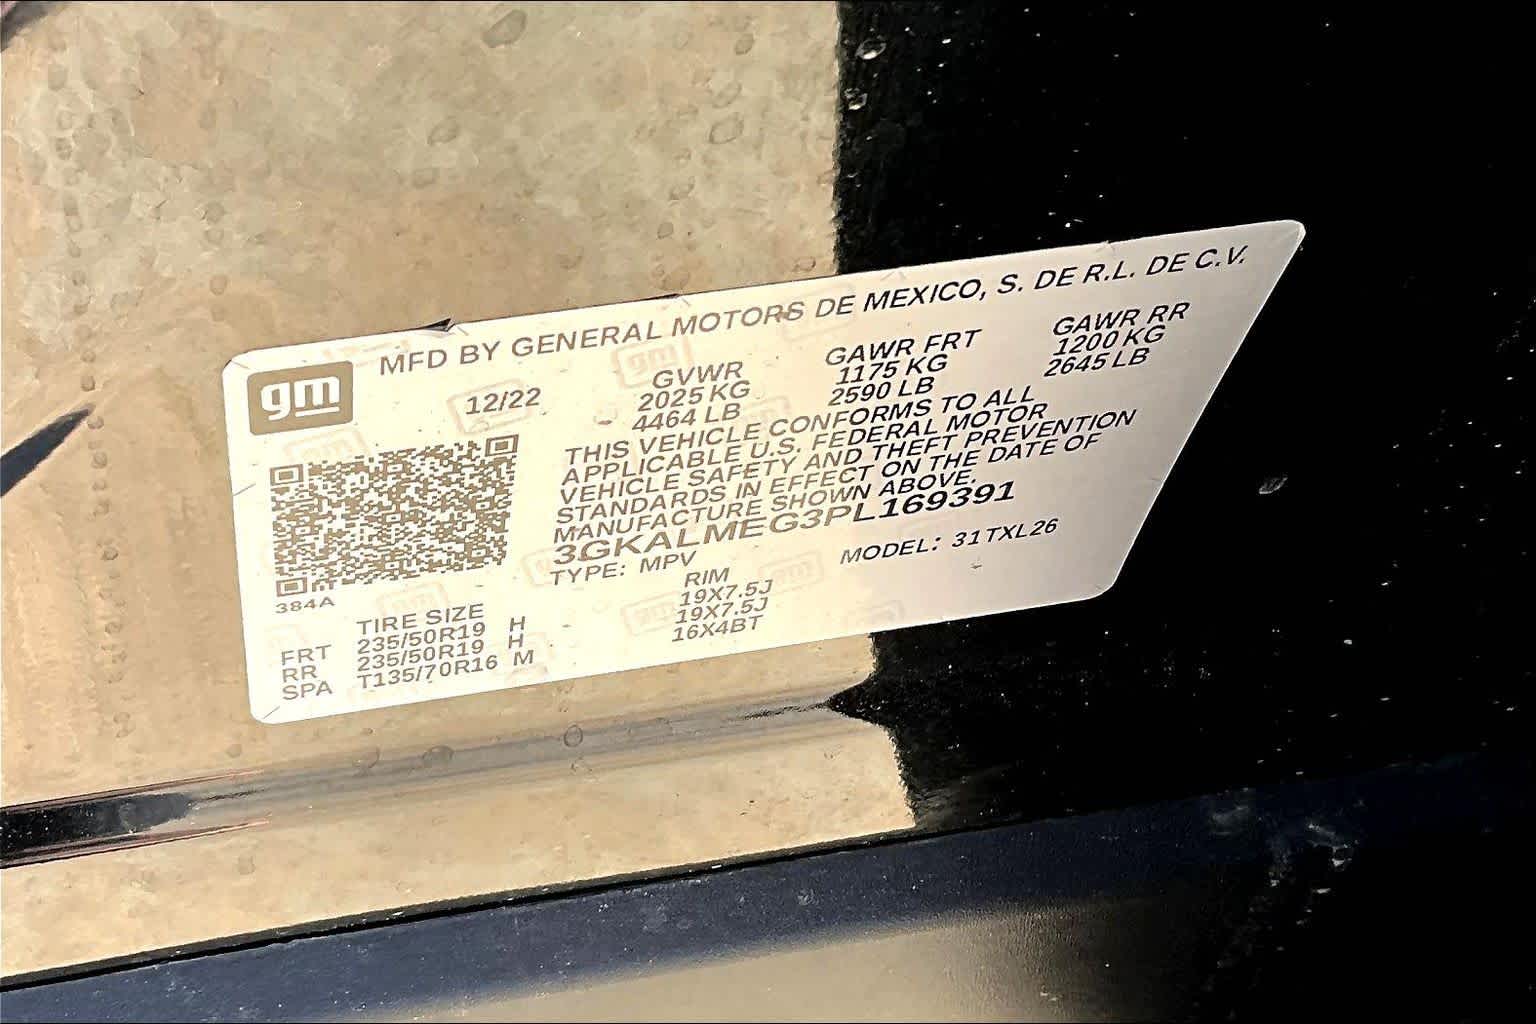 MFD BY GENERAL MOTORS DE MEXICO, S. DE R.L. DE C.V.
gm 12/22 GVWR GAWR FRT GAWR RR
2025 KG 1175 KG 1200 KG
4464 LB 2590 LB 2645 LB
THIS VEHICLE CONFORMS TO ALL
APPLICABLE U.S. FEDERAL MOTOR
VEHICLE SAFETY AND THEFT PREVENTION
STANDARDS IN EFFECT ON THE DATE OF
MANUFACTURE SHOWN ABOVE.
3GKALMEG3PL169391
TYPE: MPV MODEL: 31TXL26
384A
TIRE SIZE RIM
FRT 235/50R19 H 19X7.5J
RR 235/50R19 H 19X7.5J
SPA T135/70R16 M 16X4BT